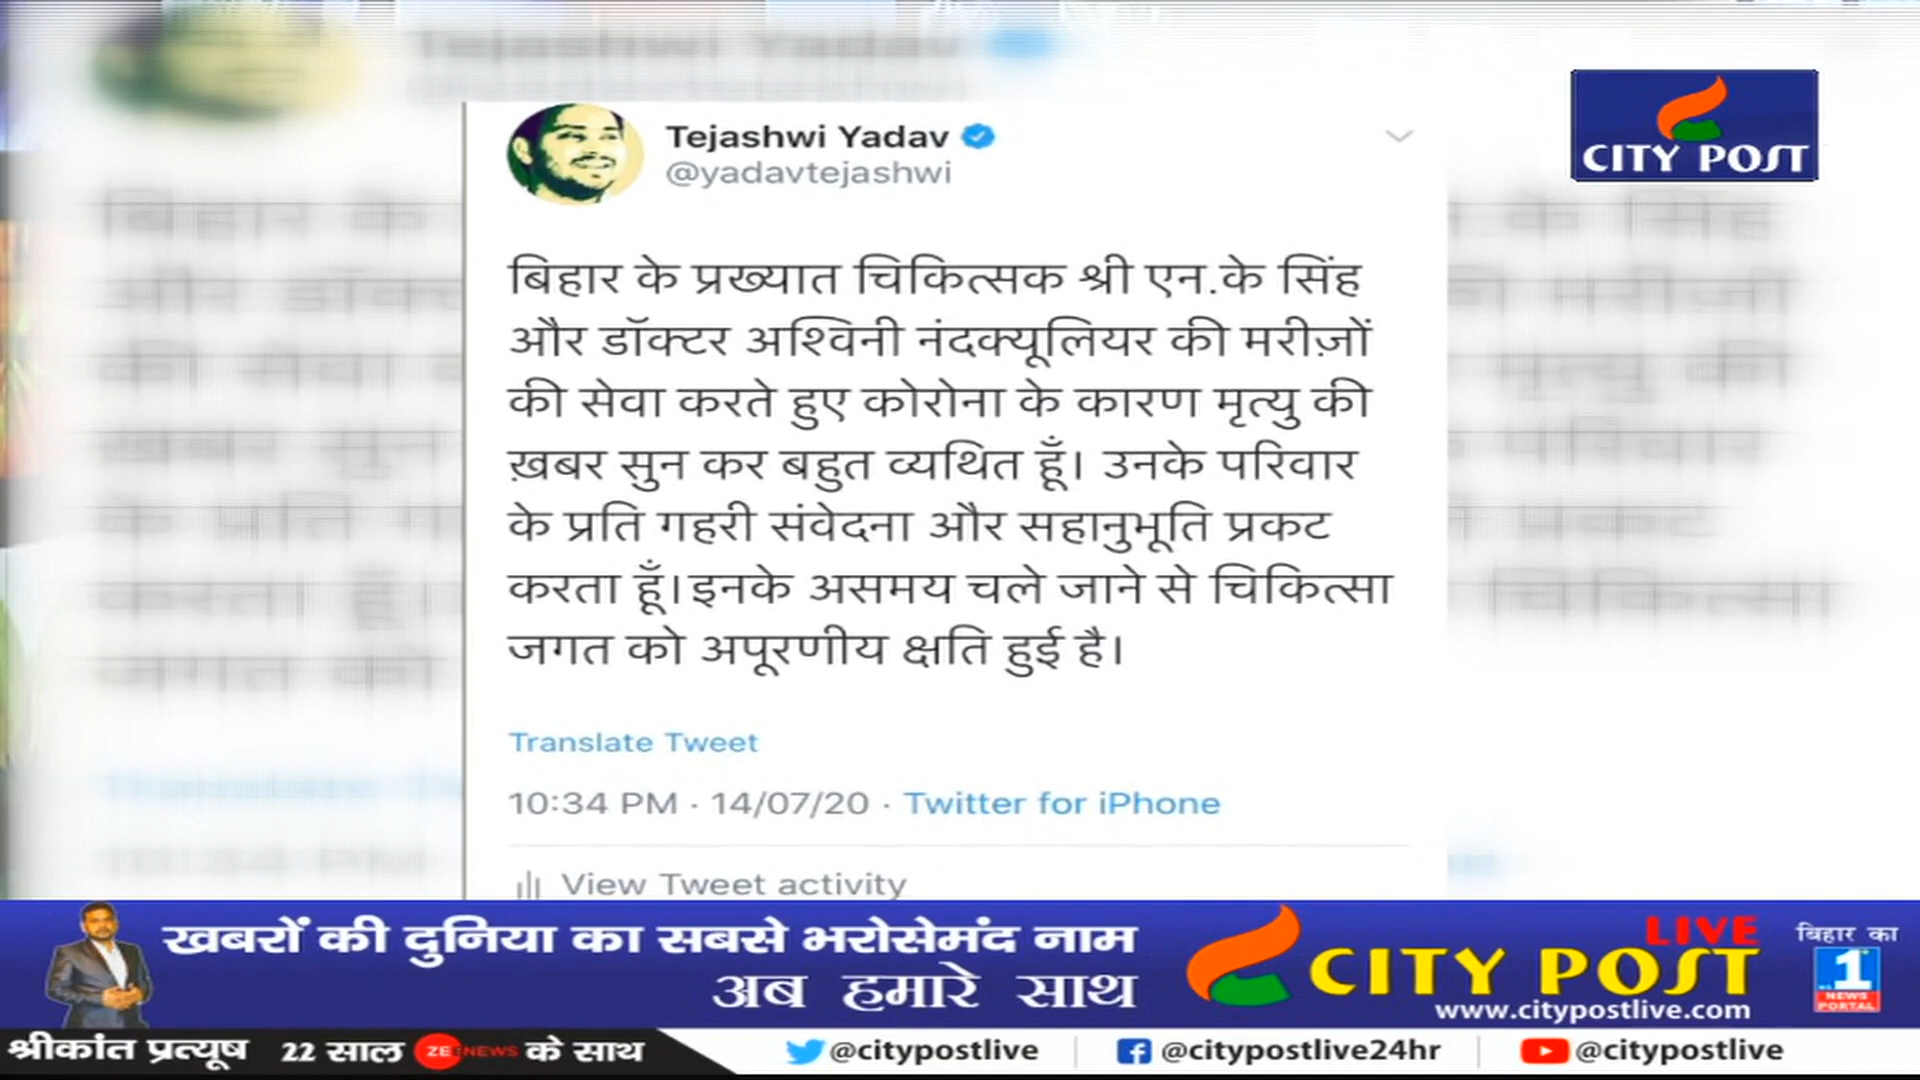 Tejashwi Yadav
@yadavtejashwi
CITY POST
बिहार के प्रख्यात चिकित्सक श्री एन.के सिंह
और डॉक्टर अश्विनी नंदक्यूलियर की मरीज़ों
की सेवा करते हुए कोरोना के कारण मृत्यु की
ख़बर सुन कर बहुत व्यथित हूँ। उनके परिवार
के प्रति गहरी संवेदना और सहानुभूति प्रकट
करता हूँ।इनके असमय चले जाने से चिकित्सा
जगत को अपूरणीय क्षति हुई है।
Translate Tweet
10:34 PM · 14/07/20 · Twitter for iPhone
View Tweet activity
खबरों की दुनिया का सबसे भरोसेमंद नाम
अब हमारे साथ
LIVE
CITY POST
www.citypostlive.com
बिहार का
NO. 1
NEWS
PORTAL
श्रीकांत प्रत्यूष 22 साल ZEE NEWS के साथ
@citypostlive
@citypostlive24hr
@citypostlive